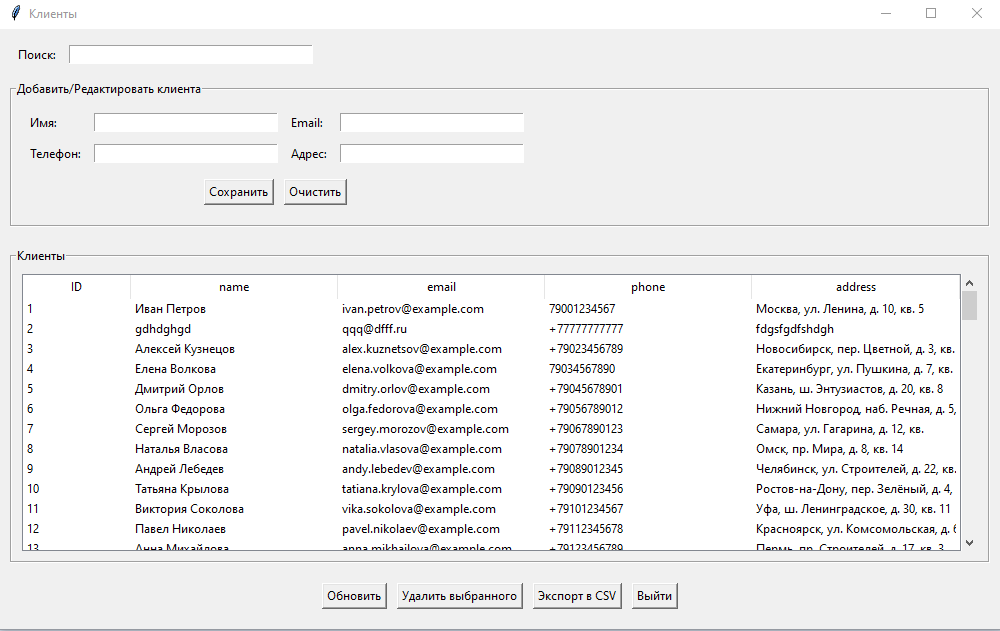 Клиенты
Поиск:
Добавить/Редактировать клиента
Имя: Email:
Телефон: Адрес:
Сохранить Очистить
Клиенты
ID name email phone address
1 Иван Петров ivan.petrov@example.com 79001234567 Москва, ул. Ленина, д. 10, кв. 5
2 gdhdghgd qqq@dfff.ru +77777777777 fdgsfgdfshdgh
3 Алексей Кузнецов alex.kuznetsov@example.com +79023456789 Новосибирск, пер. Цветной, д. 3, кв.
4 Елена Волкова elena.volkova@example.com 79034567890 Екатеринбург, ул. Пушкина, д. 7, кв.
5 Дмитрий Орлов dmitry.orlov@example.com +79045678901 Казань, ш. Энтузиастов, д. 20, кв. 8
6 Ольга Федорова olga.fedorova@example.com +79056789012 Нижний Новгород, наб. Речная, д. 5,
7 Сергей Морозов sergey.morozov@example.com +79067890123 Самара, ул. Гагарина, д. 12, кв.
8 Наталья Власова natalia.vlasova@example.com +79078901234 Омск, пр. Мира, д. 8, кв. 14
9 Андрей Лебедев andy.lebedev@example.com +79089012345 Челябинск, ул. Строителей, д. 22, кв.
10 Татьяна Крылова tatiana.krylova@example.com +79090123456 Ростов-на-Дону, пер. Зелёный, д. 4,
11 Виктория Соколова vika.sokolova@example.com +79101234567 Уфа, ш. Ленинградское, д. 30, кв. 11
12 Павел Николаев pavel.nikolaev@example.com +79112345678 Красноярск, ул. Комсомольская, д. 6
13 Анна Михайлова anna.mikhailova@example.com +79123456789 Пермь, пр. Строителей, д. 17, кв. 3
Обновить Удалить выбранного Экспорт в CSV Выйти